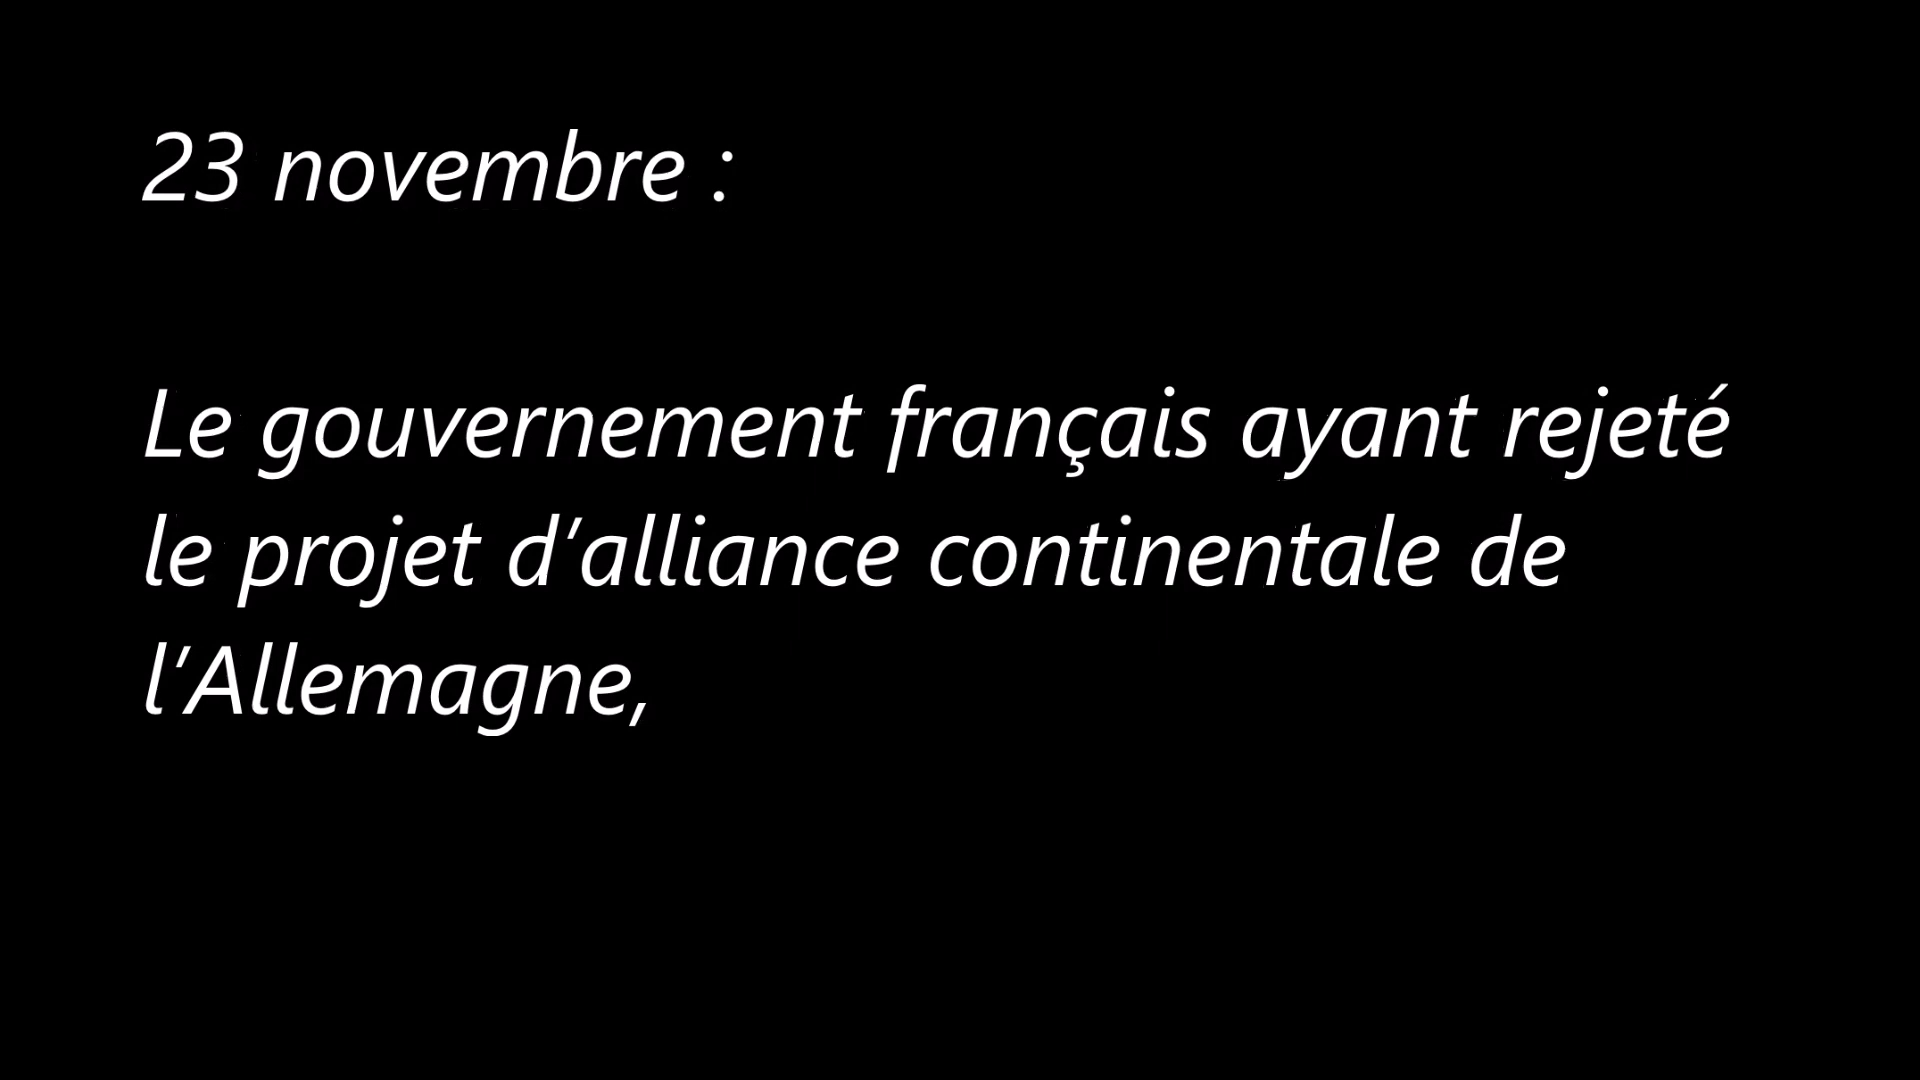 23 novembre :
Le gouvernement français ayant rejeté
le projet d’alliance continentale de
l’Allemagne,